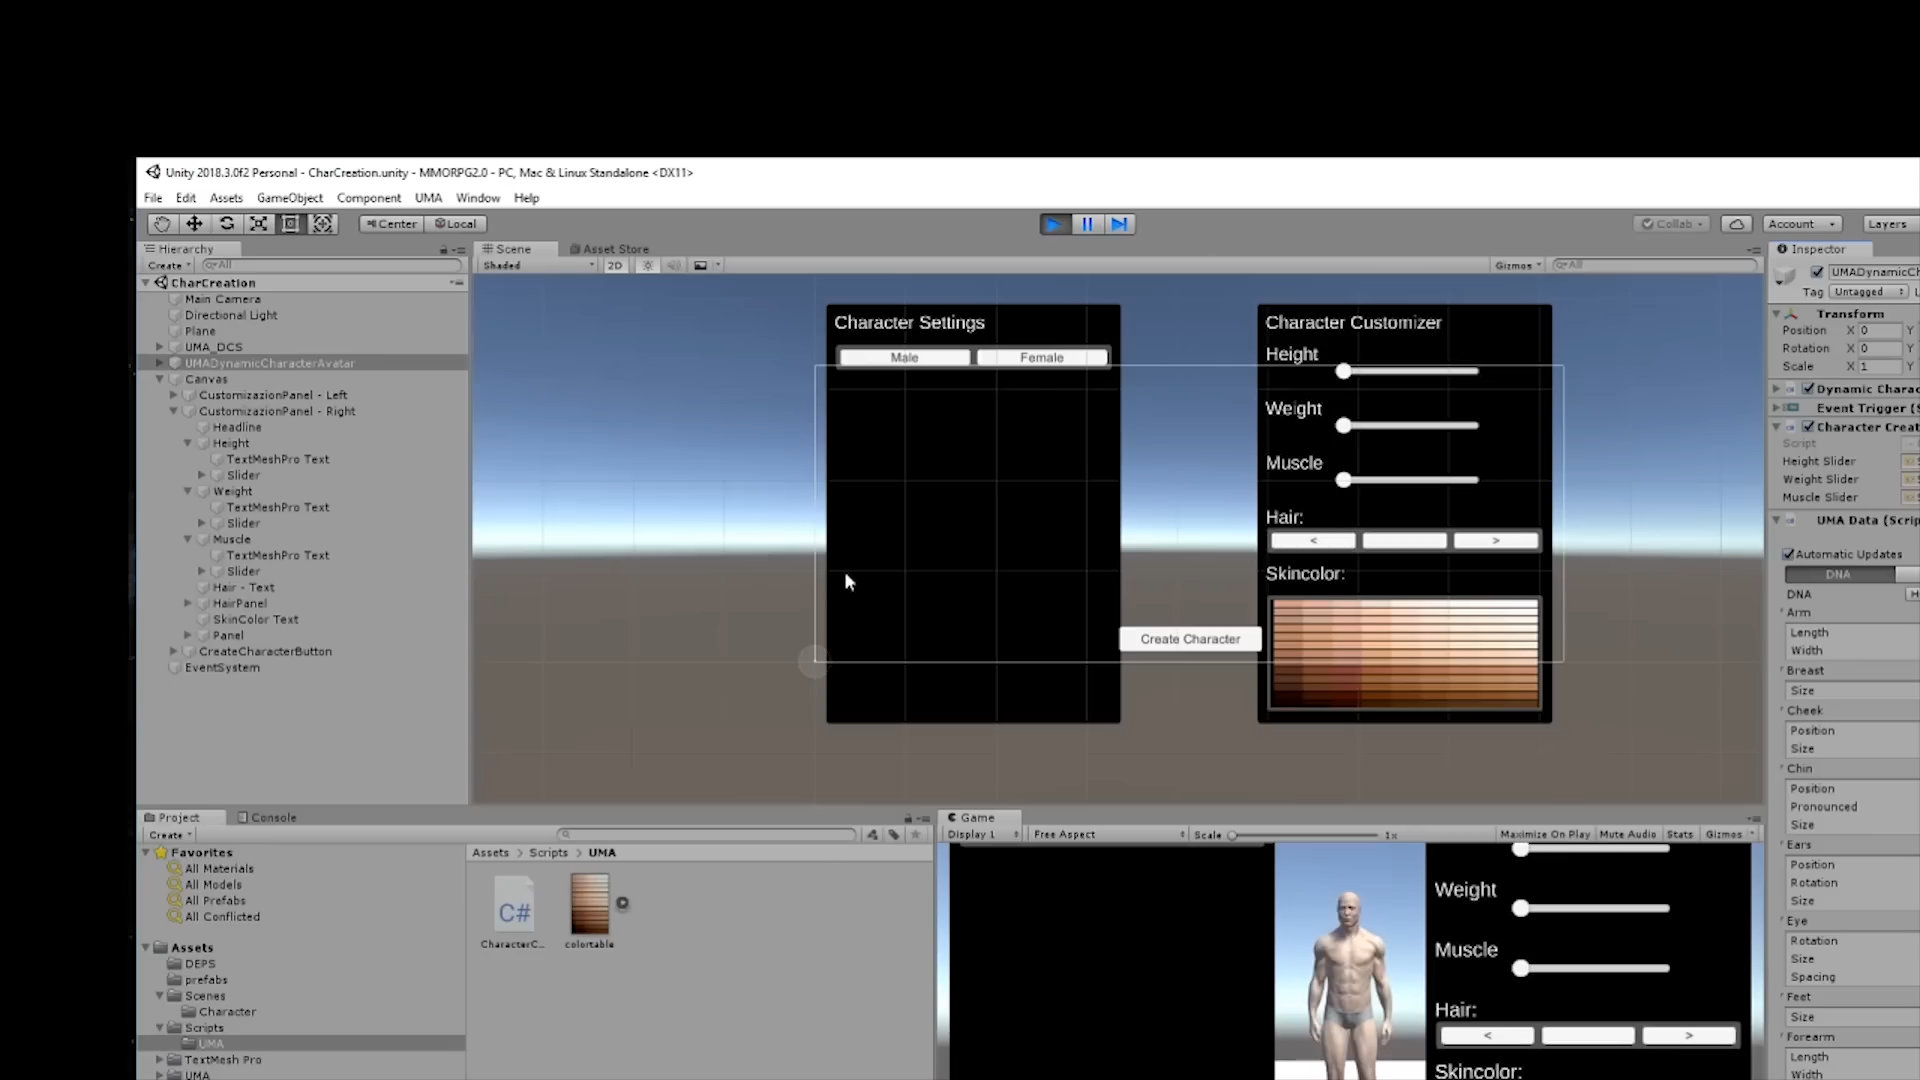 Unity 2018.3.0f2 Personal - CharCreation.unity - MMORPG2.0 - PC, Mac & Linux Standalone <DX11>
File Edit Assets GameObject Component UMA Window Help
Center Local Collab Account Layers
Hierarchy
Create All
CharCreation
Main Camera
Directional Light
Plane
UMA_DCS
UMADynamicCharacterAvatar
Canvas
CustomizazionPanel - Left
CustomizazionPanel - Right
Headline
Height
TextMeshPro Text
Slider
Weight
TextMeshPro Text
Slider
Muscle
TextMeshPro Text
Slider
Hair - Text
HairPanel
SkinColor Text
Panel
CreateCharacterButton
EventSystem
Scene Asset Store
Shaded 2D Gizmos All
Character Settings
Male Female
Character Customizer
Height
Weight
Muscle
Hair:
< >
Skincolor:
Create Character
Inspector
UMADynamicCh
Tag Untagged
Transform
Position X 0 Y
Rotation X 0 Y
Scale X 1 Y
Dynamic Charac
Event Trigger (S
Character Creat
Script
Height Slider
Weight Slider
Muscle Slider
UMA Data (Scrip
Automatic Updates
DNA
DNA H
Arm
Length
Width
Breast
Size
Cheek
Position
Size
Chin
Position
Pronounced
Size
Ears
Position
Rotation
Size
Eye
Rotation
Size
Spacing
Feet
Size
Forearm
Length
Width
Project Console
Create
Favorites
All Materials
All Models
All Prefabs
All Conflicted
Assets
DEPS
prefabs
Scenes
Character
Scripts
UMA
TextMesh Pro
UMA
Assets > Scripts > UMA
C#
CharacterC...
colortable
Game
Display 1 Free Aspect Scale 1x Maximize On Play Mute Audio Stats Gizmos
Weight
Muscle
Hair:
< >
Skincolor: